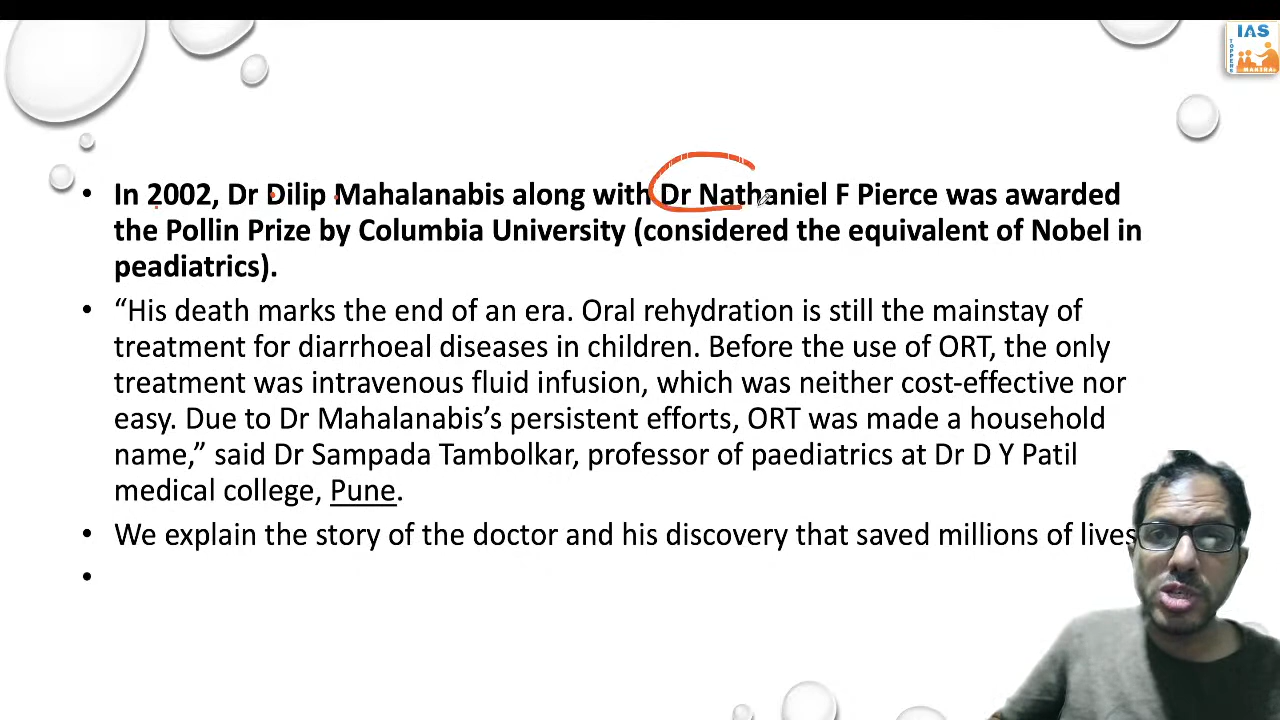 IAS
TOPPERS
MANTRA
• In 2002, Dr Dilip Mahalanabis along with Dr Nathaniel F Pierce was awarded
the Pollin Prize by Columbia University (considered the equivalent of Nobel in
peadiatrics).
• “His death marks the end of an era. Oral rehydration is still the mainstay of
treatment for diarrhoeal diseases in children. Before the use of ORT, the only
treatment was intravenous fluid infusion, which was neither cost-effective nor
easy. Due to Dr Mahalanabis’s persistent efforts, ORT was made a household
name,” said Dr Sampada Tambolkar, professor of paediatrics at Dr D Y Patil
medical college, Pune.
• We explain the story of the doctor and his discovery that saved millions of lives
•